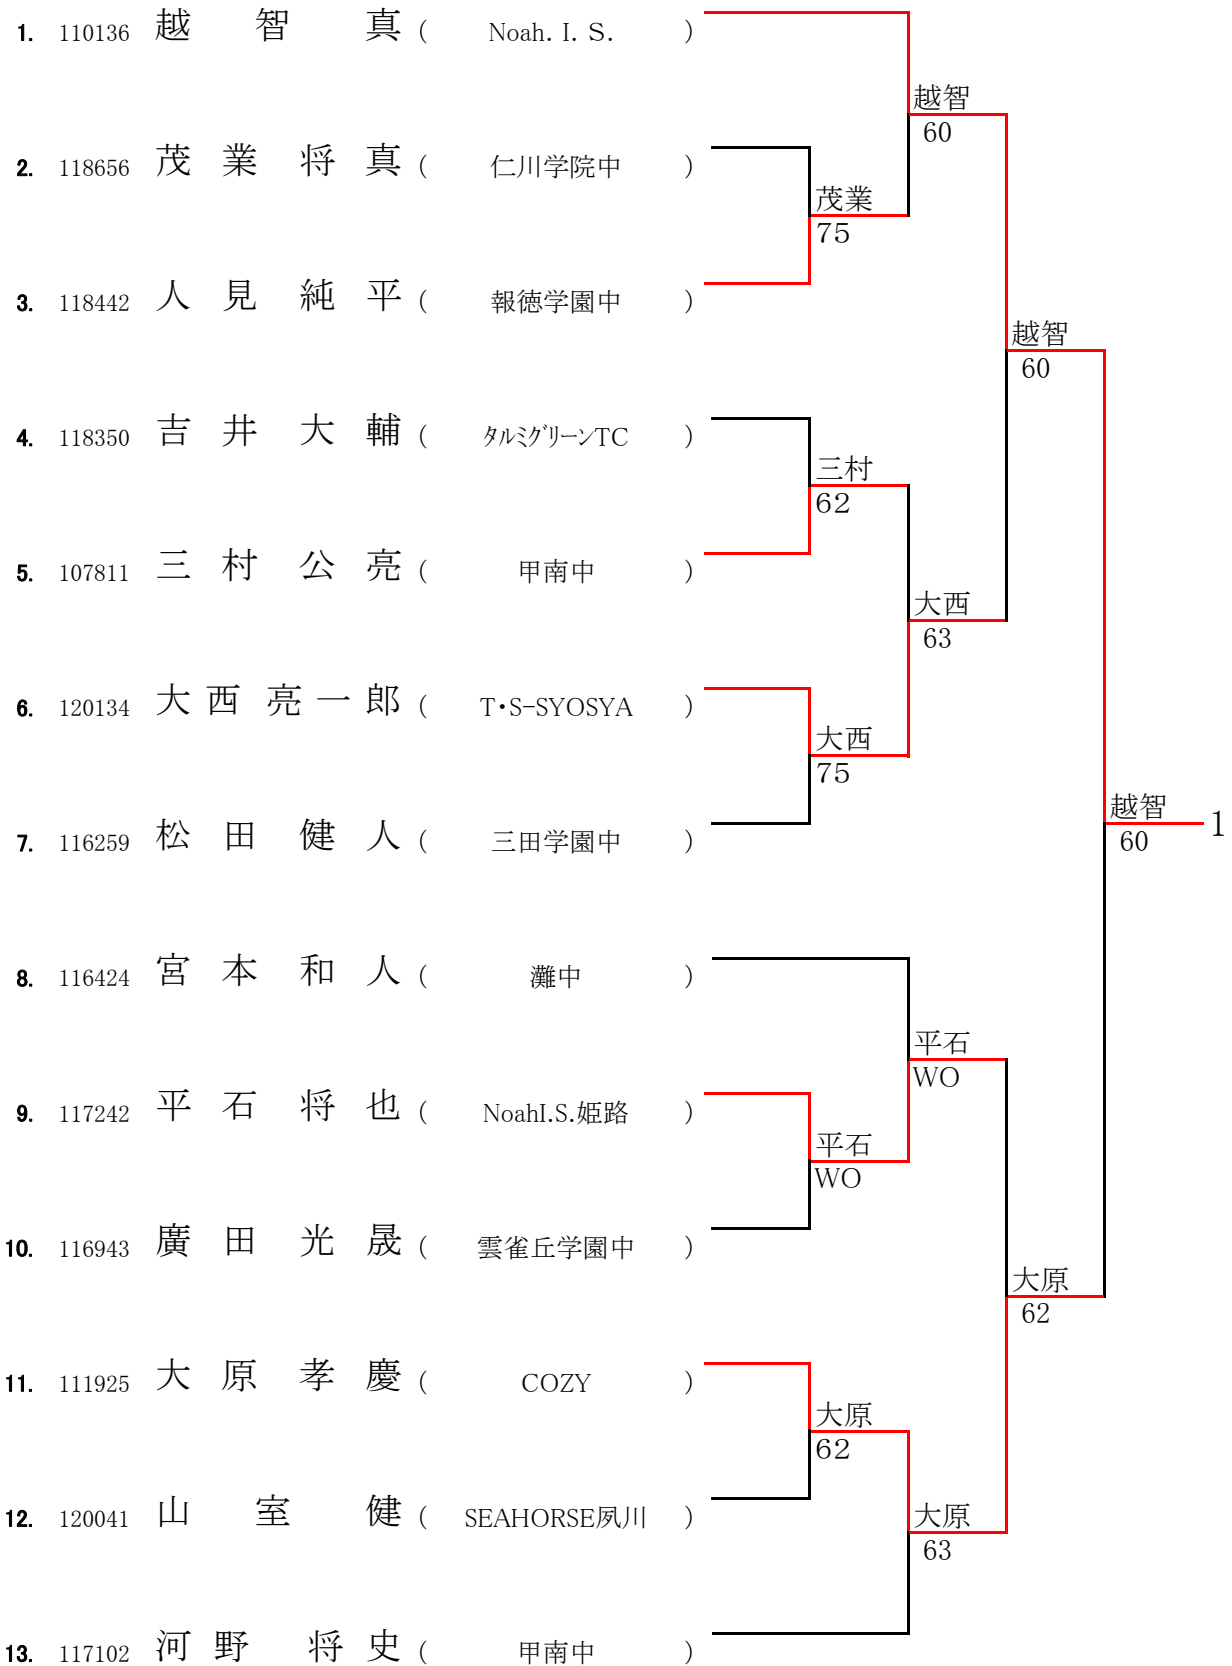 1. 110136 越智 真 ( Noah. I. S. )
越智
60
2. 118656 茂業 将真 ( 仁川学院中 )
茂業
75
3. 118442 人見 純平 ( 報徳学園中 )
越智
60
4. 118350 吉井 大輔 ( ﾀﾙﾐｸﾞﾘｰﾝTC )
三村
62
5. 107811 三村 公亮 ( 甲南中 )
大西
63
6. 120134 大西 亮一郎 ( T・S-SYOSYA )
大西
75
7. 116259 松田 健人 ( 三田学園中 )
越智
60
1
8. 116424 宮本 和人 ( 灘中 )
平石
WO
9. 117242 平石 将也 ( NoahI.S.姫路 )
平石
WO
10. 116943 廣田 光晟 ( 雲雀丘学園中 )
大原
62
11. 111925 大原 孝慶 ( COZY )
大原
62
12. 120041 山室 健 ( SEAHORSE夙川 )
大原
63
13. 117102 河野 将史 ( 甲南中 )